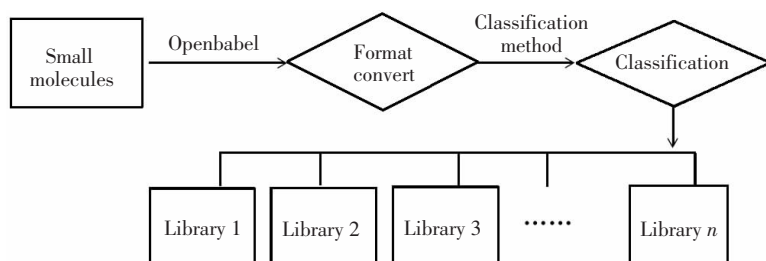 Small
molecules
Openbabel
Format
convert
Classification
method
Classification
Library 1
Library 2
Library 3
······
Library n